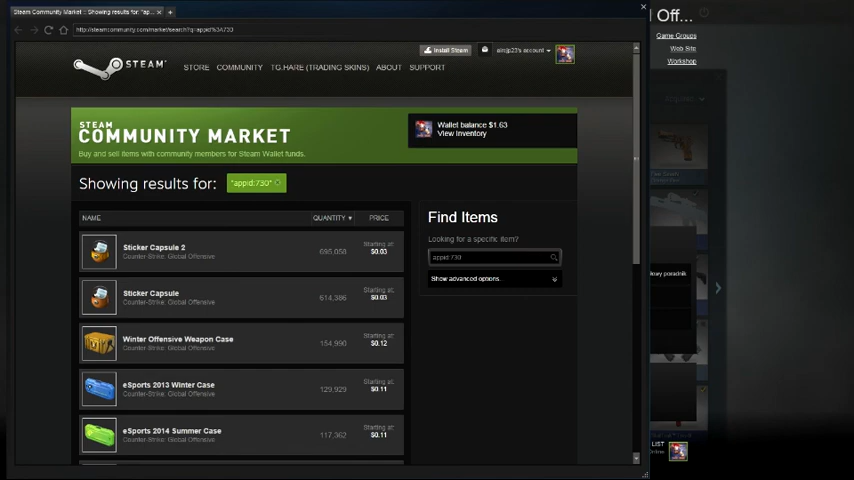 Steam Community Market :: Showing results for: "ap...
Off...
Game Groups
http://steamcommunity.com/market/search?q=appid%3A730
Web Site
Workshop
Install Steam
STEAM
STORE COMMUNITY TG.HARE (TRADING SKINS) ABOUT SUPPORT
STEAM
COMMUNITY MARKET
Buy and sell items with community members for Steam Wallet funds.
Wallet balance $1.63
View Inventory
Showing results for: "appid:730"
NAME QUANTITY PRICE
Find Items
Looking for a specific item?
appid:730
Show advanced options.
Sticker Capsule 2
Counter-Strike: Global Offensive
695,058
Starting at:
$0.03
Sticker Capsule
Counter-Strike: Global Offensive
614,386
Starting at:
$0.03
Winter Offensive Weapon Case
Counter-Strike: Global Offensive
Starting at:
$0.12
eSports 2013 Winter Case
Counter-Strike: Global Offensive
129,929
Starting at:
$0.11
eSports 2014 Summer Case
Counter-Strike: Global Offensive
117,362
Starting at:
$0.11
poradnik
LIST